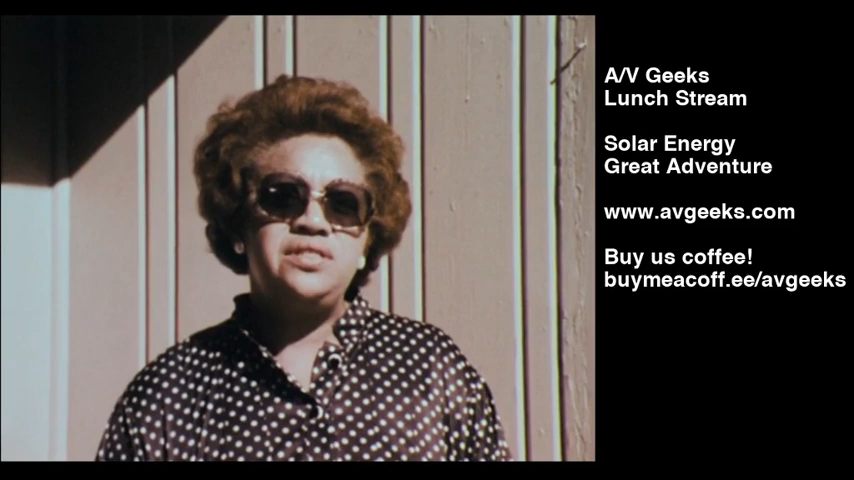 A/V Geeks
Lunch Stream
Solar Energy
Great Adventure
www.avgeeks.com
Buy us coffee!
buymeacoff.ee/avgeeks